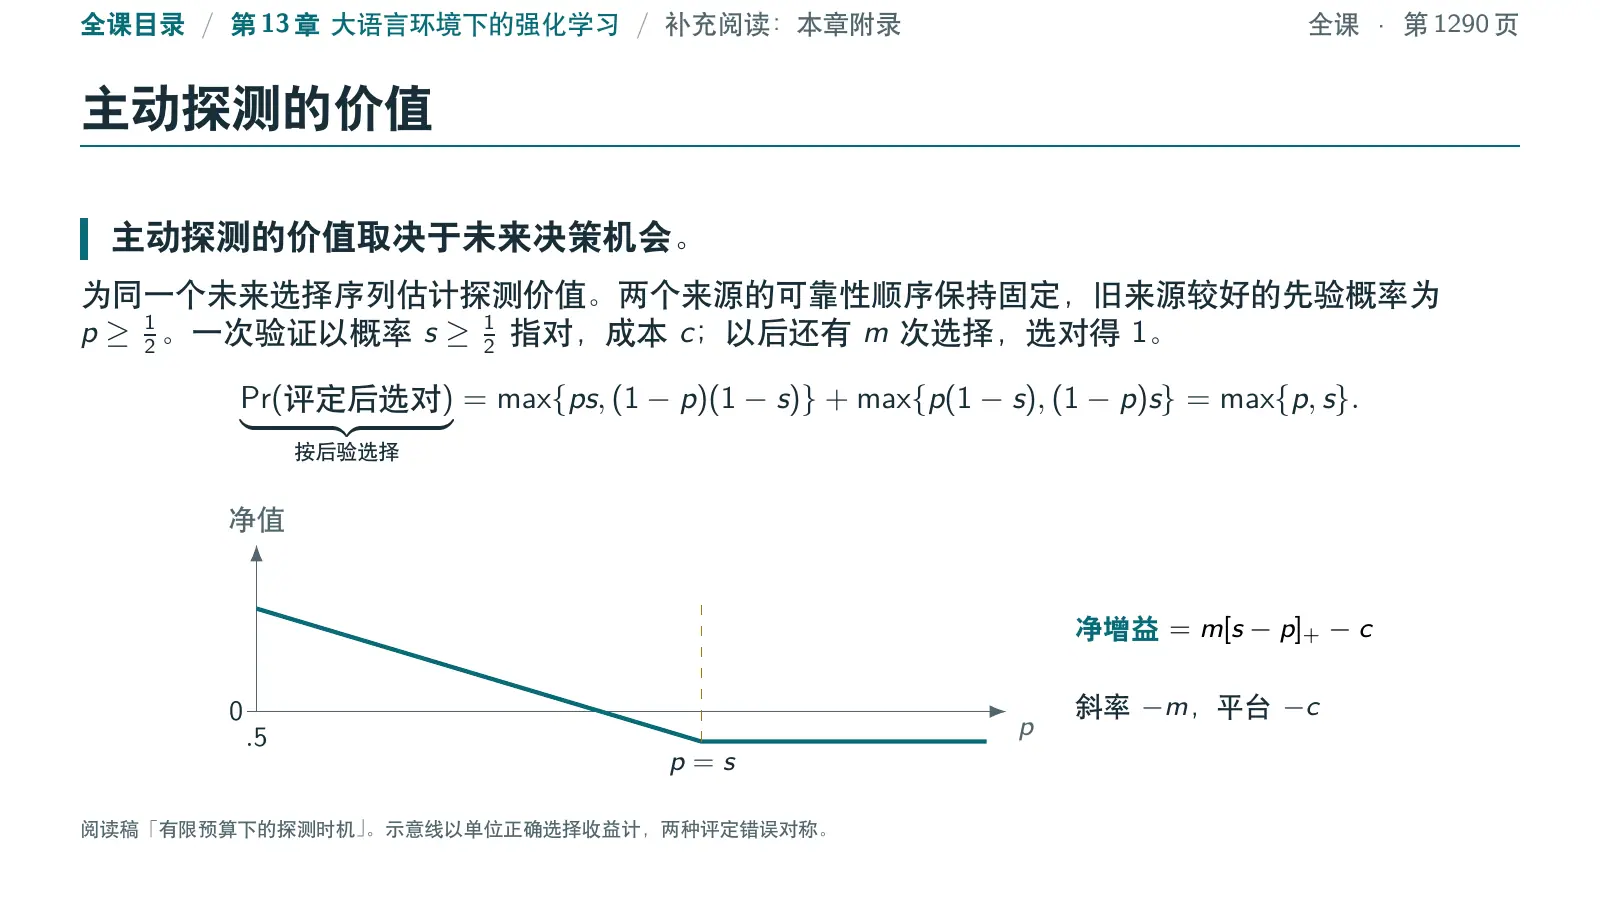 全课目录 / 第 13 章 大语言环境下的强化学习 / 补充阅读：本章附录
全课 · 第 1290 页
主动探测的价值
主动探测的价值取决于未来决策机会。
为同一个未来选择序列估计探测价值。两个来源的可靠性顺序保持固定，旧来源较好的先验概率为
p ≥ 1/2。一次验证以概率 s ≥ 1/2 指对，成本 c；以后还有 m 次选择，选对得 1。
Pr(评定后选对) = max{ps, (1 − p)(1 − s)} + max{p(1 − s), (1 − p)s} = max{p, s}.
按后验选择
净值
净增益 = m[s − p]₊ − c
斜率 −m，平台 −c
0
.5
p
p = s
阅读稿「有限预算下的探测时机」。示意线以单位正确选择收益计，两种评定错误对称。